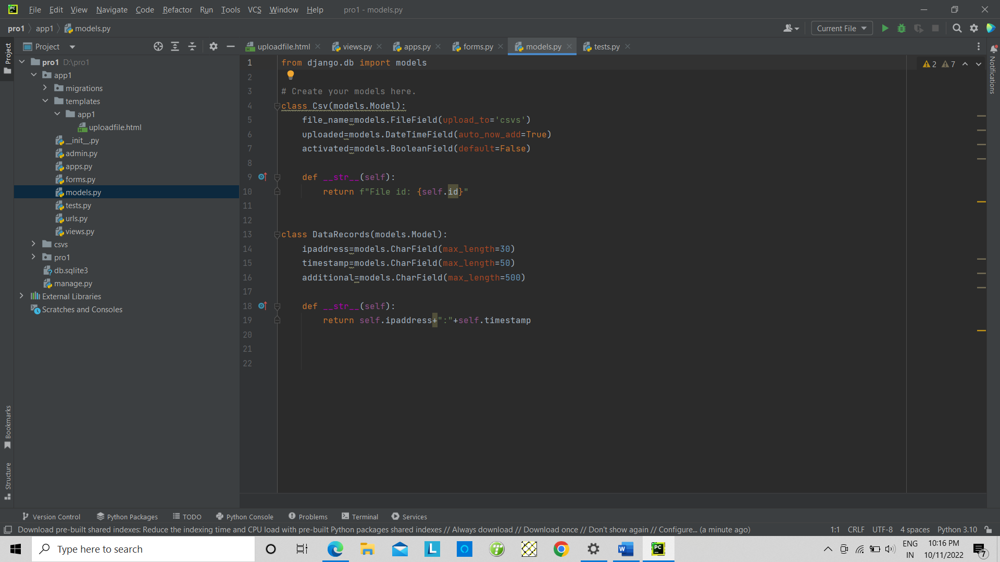 File Edit View Navigate Code Refactor Run Tools VCS Window Help pro1 - models.py
pro1 app1 models.py Current File
Project uploadfile.html views.py apps.py forms.py models.py tests.py
Project
Notifications
pro1 D:\pro1
app1
migrations
templates
app1
uploadfile.html
__init__.py
admin.py
apps.py
forms.py
models.py
tests.py
urls.py
views.py
csvs
pro1
db.sqlite3
manage.py
External Libraries
Scratches and Consoles
2 7
1 from django.db import models
2
3 # Create your models here.
4 class Csv(models.Model):
5 file_name=models.FileField(upload_to='csvs')
6 uploaded=models.DateTimeField(auto_now_add=True)
7 activated=models.BooleanField(default=False)
8
9 def __str__(self):
10 return f"File id: {self.id}"
11
12
13 class DataRecords(models.Model):
14 ipaddress=models.CharField(max_length=30)
15 timestamp=models.CharField(max_length=50)
16 additional=models.CharField(max_length=500)
17
18 def __str__(self):
19 return self.ipaddress+":"+self.timestamp
20
21
22
Bookmarks
Structure
Version Control Python Packages TODO Python Console Problems Terminal Services
Download pre-built shared indexes: Reduce the indexing time and CPU load with pre-built Python packages shared indexes // Always download // Download once // Don't show again // Configure... (a minute ago) 1:1 CRLF UTF-8 4 spaces Python 3.10
Type here to search
ENG
IN
10:16 PM
10/11/2022
7